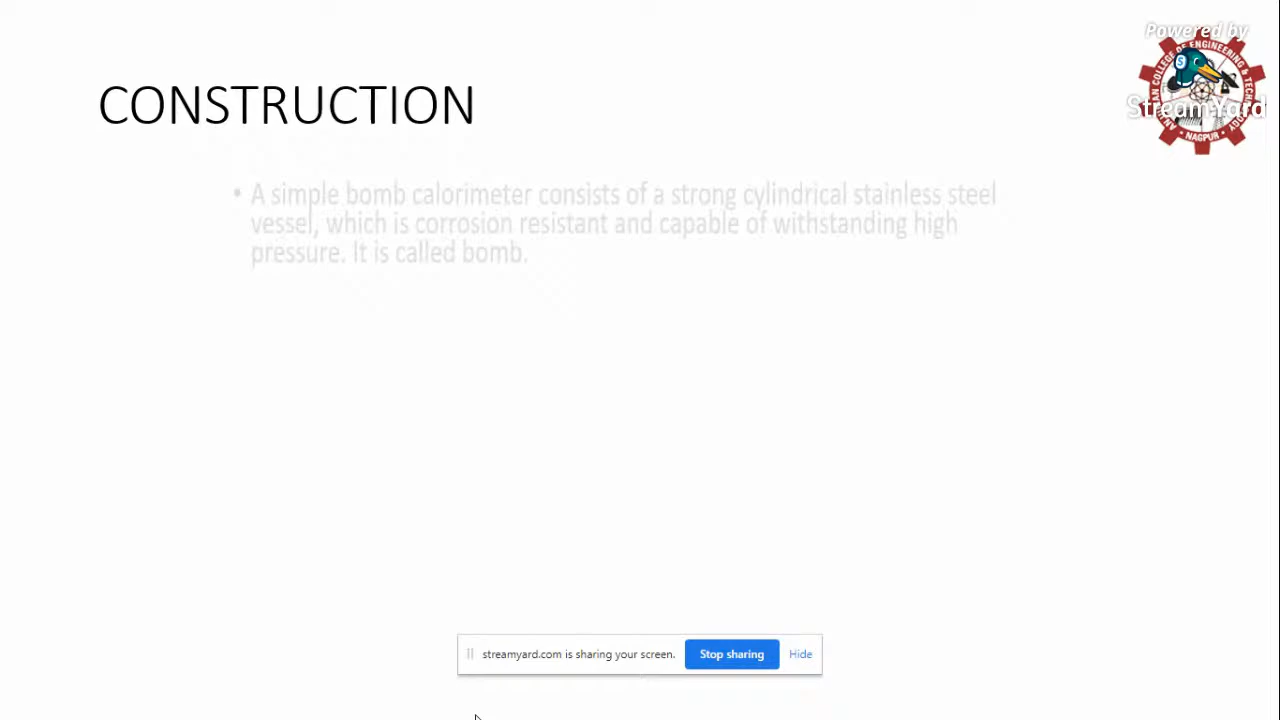 Powered by
StreamYard
NAGPUR
CONSTRUCTION
• A simple bomb calorimeter consists of a strong cylindrical stainless steel
vessel, which is corrosion resistant and capable of withstanding high
pressure. It is called bomb.
streamyard.com is sharing your screen.
Stop sharing
Hide